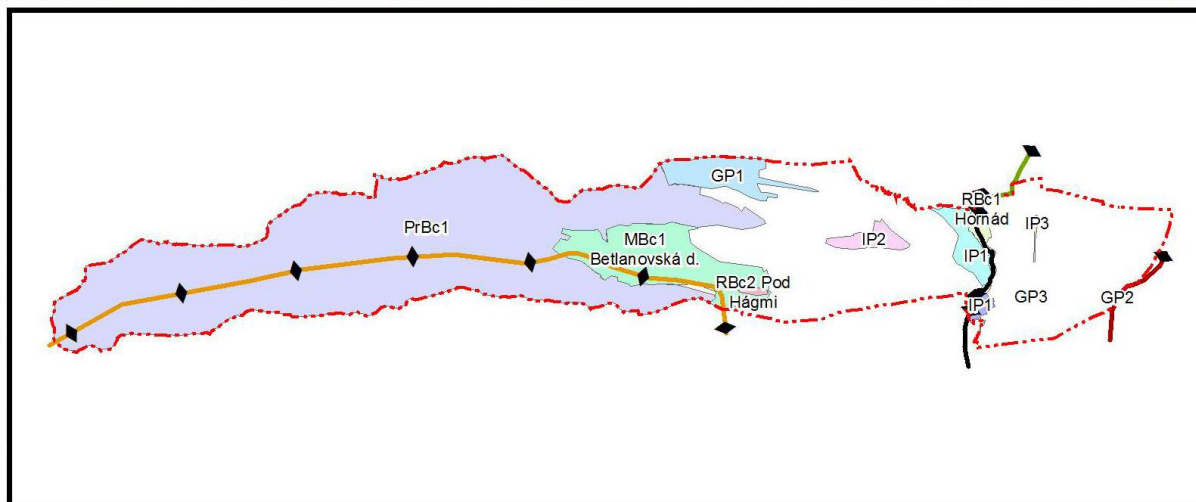 GP1
PrBc1
MBc1
Betlanovská d.
IP2
RBc2 Pod
Hágmi
RBc1
Hornád
IP3
IP1
IP1
GP3
GP2